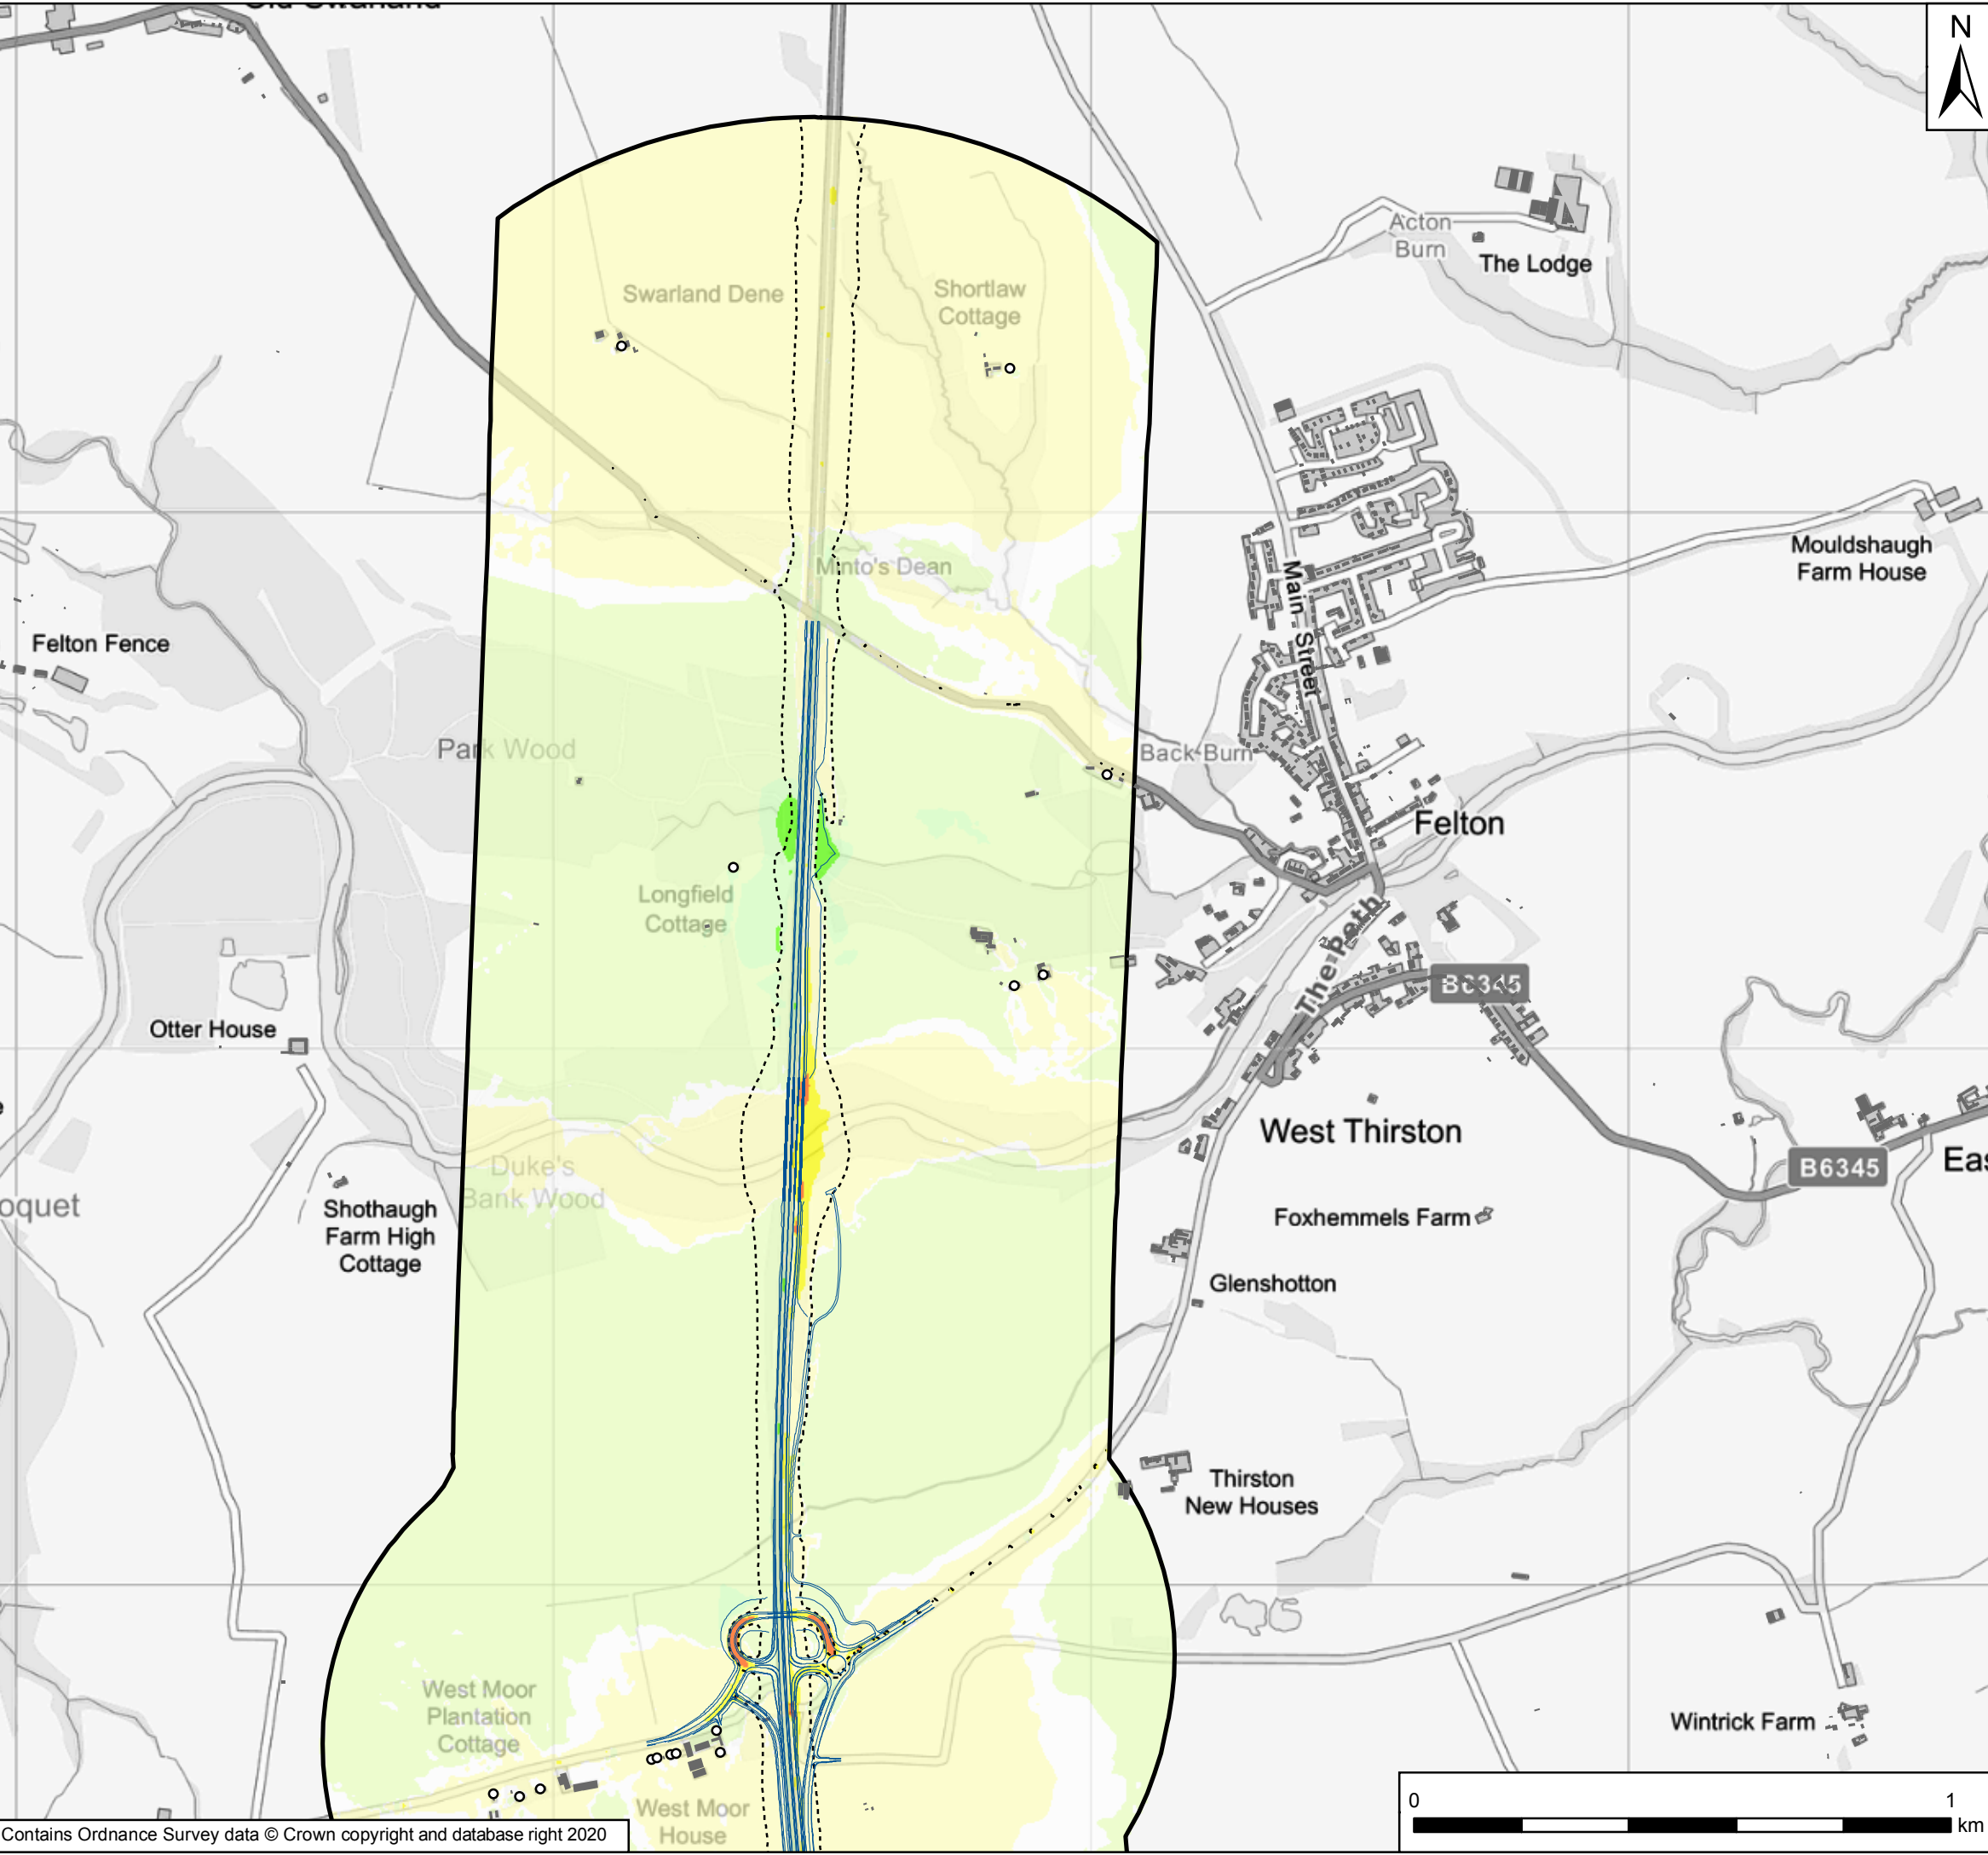 Old Swarland
N
Acton
Burn
The Lodge
Swarland Dene
Shortlaw
Cottage
Mouldshaugh
Farm House
Minto's Dean
Main Street
Felton Fence
Park Wood
Back Burn
Felton
Longfield
Cottage
The Peth
B6345
Otter House
West Thirston
B6345
Duke's
Bank Wood
oquet
Shothaugh
Farm High
Cottage
Foxhemmels Farm
Glenshotton
Thirston
New Houses
West Moor
Plantation
Cottage
Wintrick Farm
West Moor
House
0 1
km
Contains Ordnance Survey data © Crown copyright and database right 2020